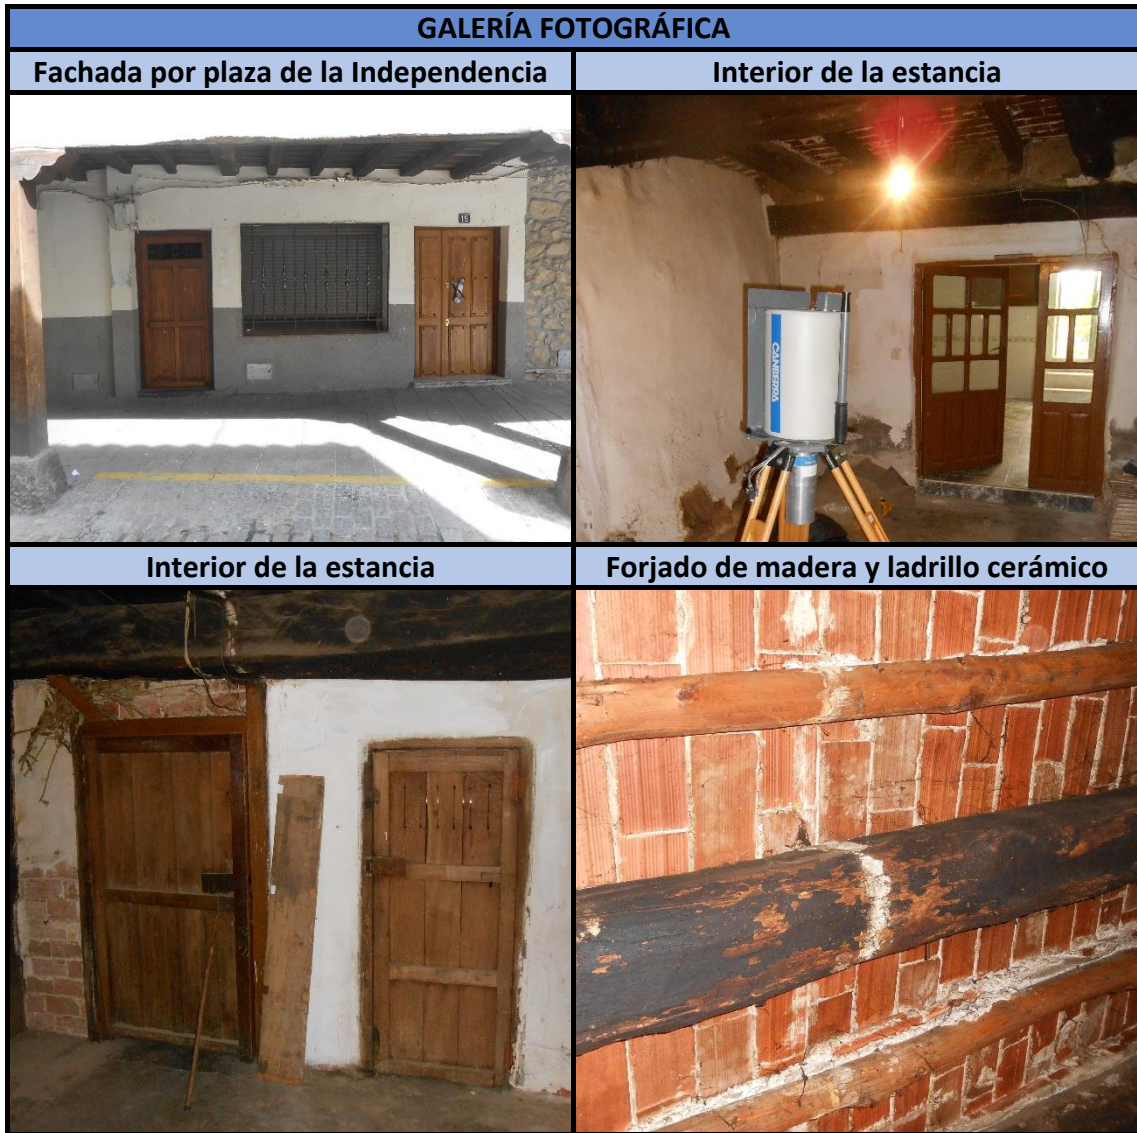 GALERÍA FOTOGRÁFICA
Fachada por plaza de la Independencia
Interior de la estancia
15
CANBERRA
Interior de la estancia
Forjado de madera y ladrillo cerámico